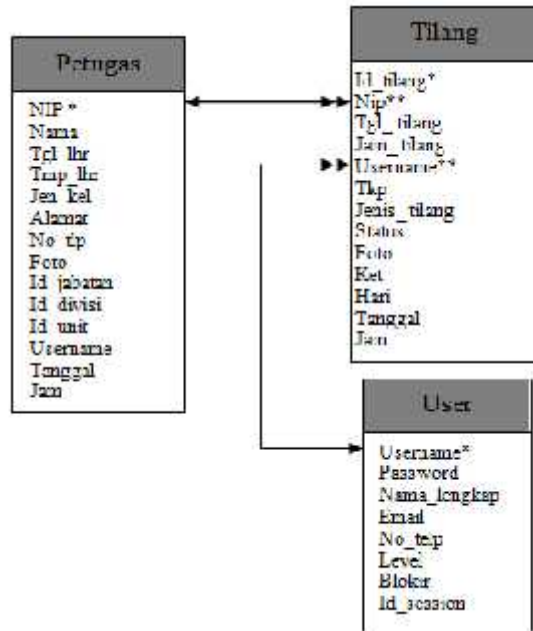 Petugas
NIP *
Nama
Tgl_lhr
Tmp_lhr
Jen_kel
Alamat
No_tlp
Foto
Id_jabatan
Id_divisi
Id_unit
Username
Tanggal
Jam
Tilang
Id_tilang*
Nip**
Tgl_tilang
Jam_tilang
Username**
Tkp
Jenis_tilang
Status
Foto
Ket
Hari
Tanggal
Jam
User
Username*
Password
Nama_lengkap
Email
No_telp
Level
Blokir
Id_session